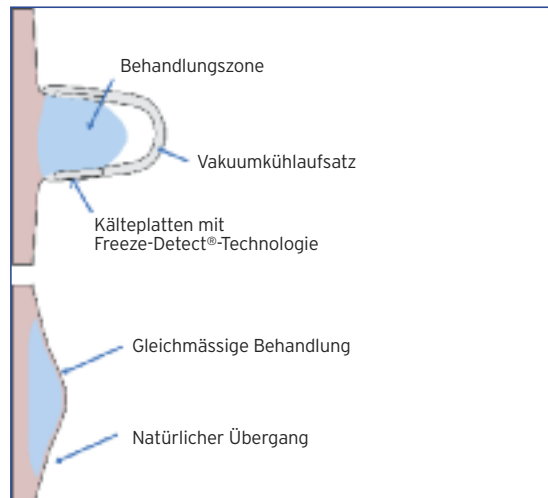 Behandlungszone
Vakuumkühlaufsatz
Kälteplatten mit
Freeze-Detect®-Technologie
Gleichmässige Behandlung
Natürlicher Übergang